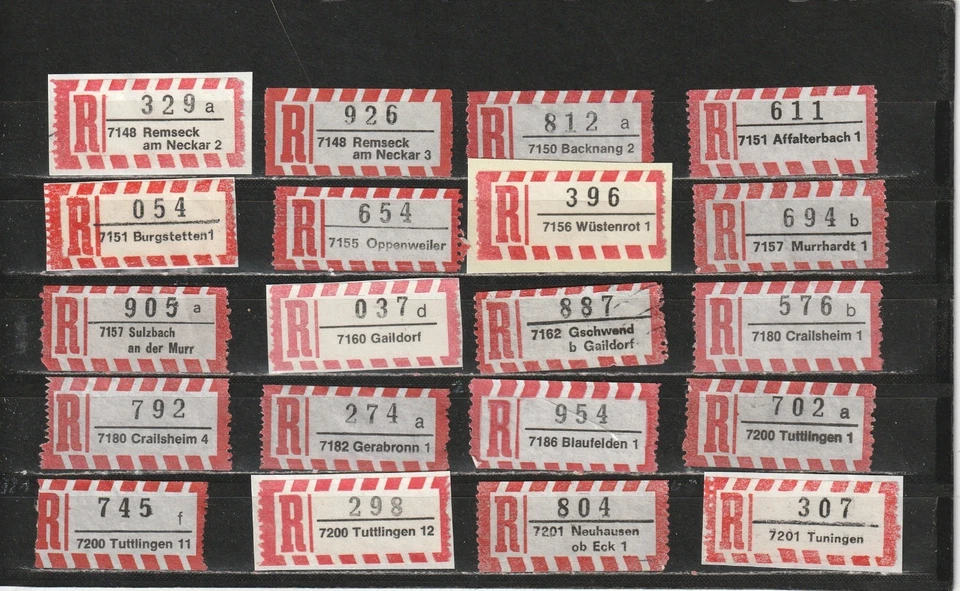 R 329 a
7148 Remseck
am Neckar 2
R 926
7148 Remseck
am Neckar 3
R 812 a
7150 Backnang 2
R 611
7151 Affalterbach 1
R 054
7151 Burgstetten 1
R 654
7155 Oppenweiler
R 396
7156 Wüstenrot 1
R 694 b
7157 Murrhardt 1
R 905 a
7157 Sulzbach
an der Murr
R 037 d
7160 Gaildorf
R 887
7162 Gschwend
b Gaildorf
R 576 b
7180 Crailsheim 1
R 792
7180 Crailsheim 4
R 274 a
7182 Gerabronn 1
R 954
7186 Blaufelden 1
R 702 a
7200 Tuttlingen 1
R 745 f
7200 Tuttlingen 11
R 298
7200 Tuttlingen 12
R 804
7201 Neuhausen
ob Eck 1
R 307
7201 Tuningen